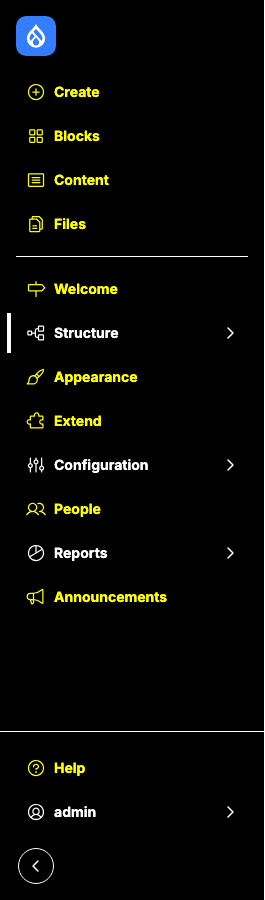 Create
Blocks
Content
Files
Welcome
Structure
Appearance
Extend
Configuration
People
Reports
Announcements
Help
admin